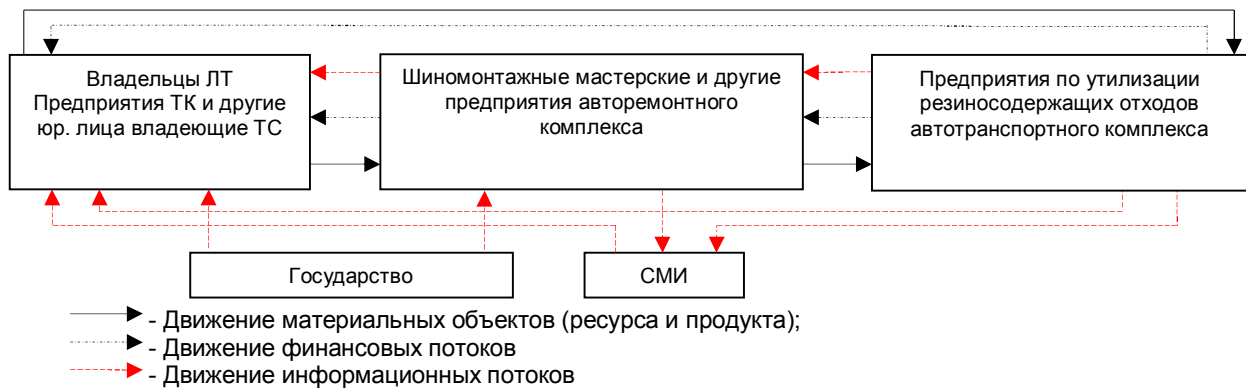 Владельцы ЛТ
Предприятия ТК и другие
юр. лица владеющие ТС
Шиномонтажные мастерские и другие
предприятия авторемонтного
комплекса
Предприятия по утилизации
резиносодержащих отходов
автотранспортного комплекса
Государство
СМИ
- Движение материальных объектов (ресурса и продукта);
- Движение финансовых потоков
- Движение информационных потоков